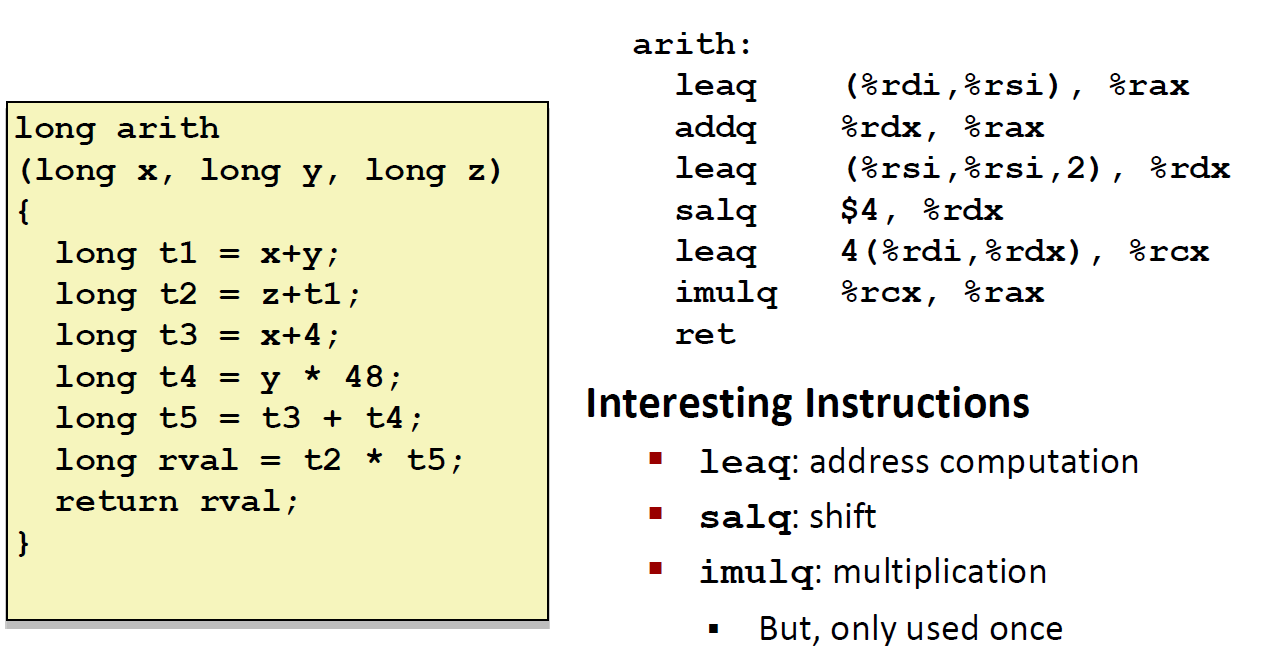 long arith
(long x, long y, long z)
{
  long t1 = x+y;
  long t2 = z+t1;
  long t3 = x+4;
  long t4 = y * 48;
  long t5 = t3 + t4;
  long rval = t2 * t5;
  return rval;
}
arith:
  leaq    (%rdi,%rsi), %rax
  addq    %rdx, %rax
  leaq    (%rsi,%rsi,2), %rdx
  salq    $4, %rdx
  leaq    4(%rdi,%rdx), %rcx
  imulq   %rcx, %rax
  ret
Interesting Instructions
▪ leaq: address computation
▪ salq: shift
▪ imulq: multiplication
▪ But, only used once